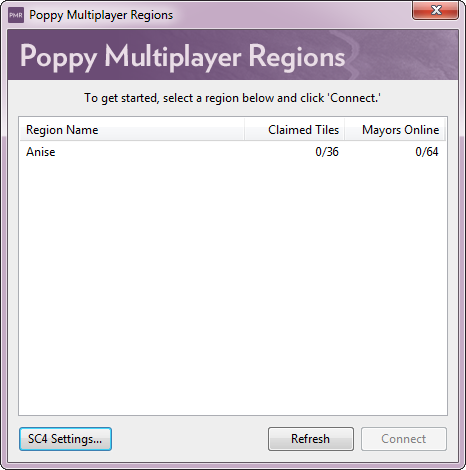 PMR Poppy Multiplayer Regions
Poppy Multiplayer Regions
To get started, select a region below and click 'Connect.'
Region Name Claimed Tiles Mayors Online
Anise 0/36 0/64
SC4 Settings... Refresh Connect